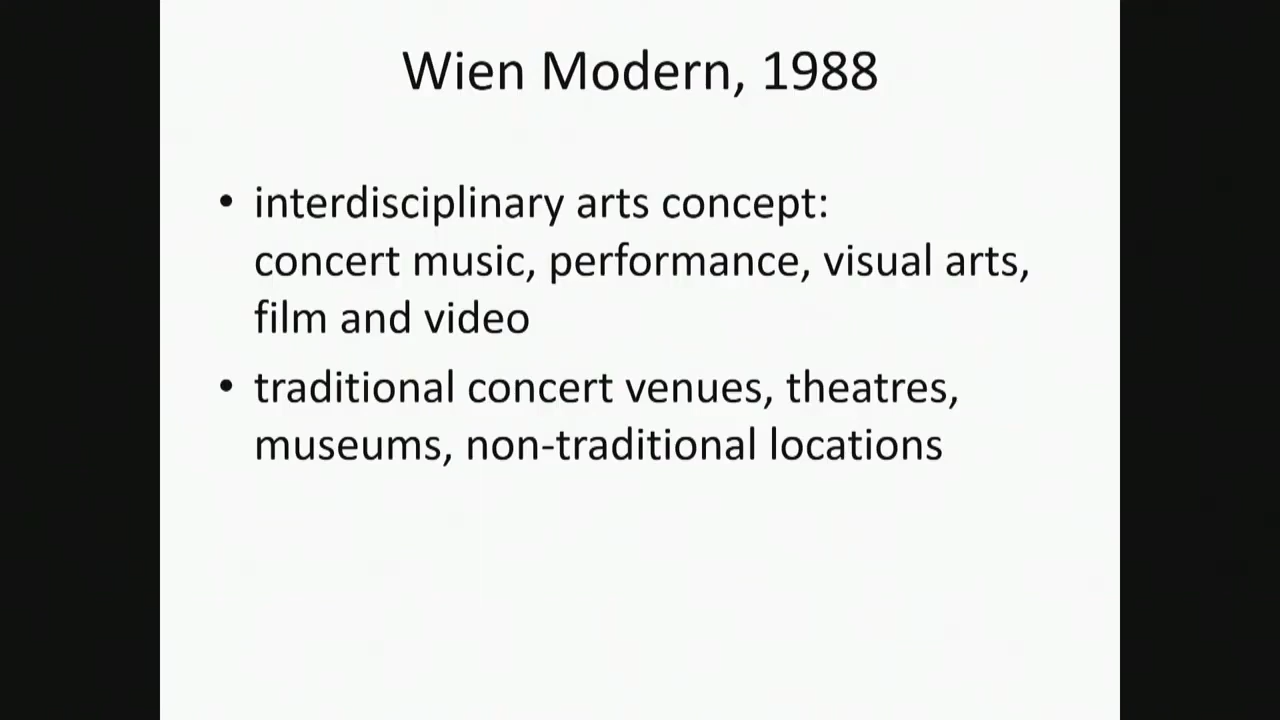 Wien Modern, 1988
• interdisciplinary arts concept:
concert music, performance, visual arts,
film and video
• traditional concert venues, theatres,
museums, non-traditional locations